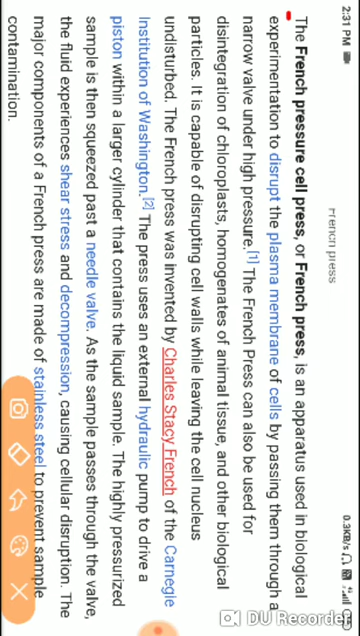 2:31 PM
0.3KB/s
French press
The French pressure cell press, or French press, is an apparatus used in biological
experimentation to disrupt the plasma membrane of cells by passing them through a
narrow valve under high pressure.[1] The French Press can also be used for
disintegration of chloroplasts, homogenates of animal tissue, and other biological
particles. It is capable of disrupting cell walls while leaving the cell nucleus
undisturbed. The French press was invented by Charles Stacy French of the Carnegie
Institution of Washington.[2] The press uses an external hydraulic pump to drive a
piston within a larger cylinder that contains the liquid sample. The highly pressurized
sample is then squeezed past a needle valve. As the sample passes through the valve,
the fluid experiences shear stress and decompression, causing cellular disruption. The
major components of a French press are made of stainless steel to prevent sample
contamination.
DU Recorder